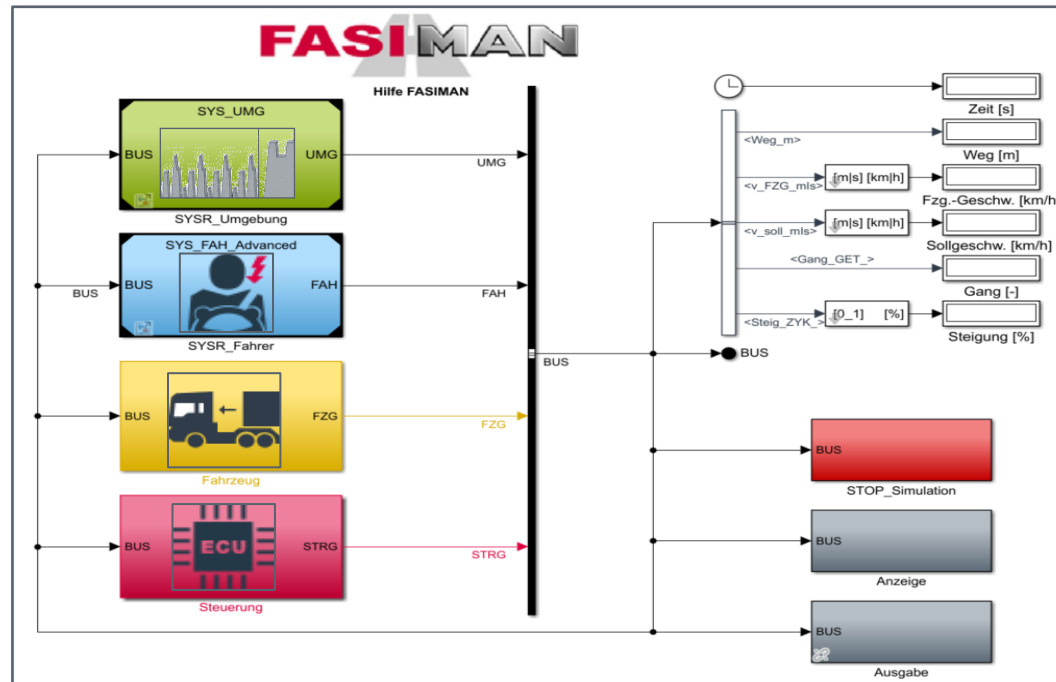 FASIMAN
Hilfe FASIMAN
SYS_UMG
BUS
UMG
SYSR_Umgebung
UMG
SYS_FAH_Advanced
BUS
BUS
FAH
SYSR_Fahrer
FAH
BUS
FZG
Fahrzeug
FZG
BUS
ECU
STRG
Steuerung
STRG
BUS
Zeit [s]
<Weg_m>
Weg [m]
<v_FZG_mIs>
[m|s] [km|h]
Fzg.-Geschw. [km/h
<v_soll_mIs>
[m|s] [km|h]
Sollgeschw. [km/h]
<Gang_GET_>
Gang [-]
<Steig_ZYK_>
[0_1] [%]
Steigung [%]
BUS
BUS
STOP_Simulation
BUS
Anzeige
BUS
Ausgabe